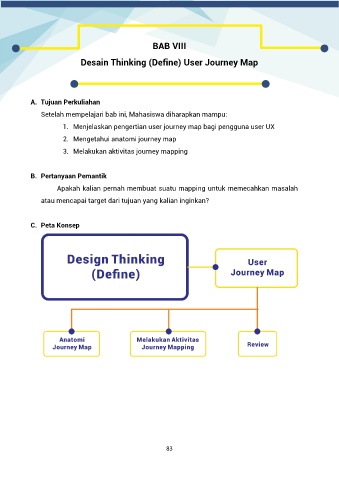 BAB VIII
Desain Thinking (Define) User Journey Map
A. Tujuan Perkuliahan
Setelah mempelajari bab ini, Mahasiswa diharapkan mampu:
1. Menjelaskan pengertian user journey map bagi pengguna user UX
2. Mengetahui anatomi journey map
3. Melakukan aktivitas journey mapping
B. Pertanyaan Pemantik
Apakah kalian pernah membuat suatu mapping untuk memecahkan masalah
atau mencapai target dari tujuan yang kalian inginkan?
C. Peta Konsep
Design Thinking
(Define)
User
Journey Map
Anatomi
Journey Map
Melakukan Aktivitas
Journey Mapping
Review
83